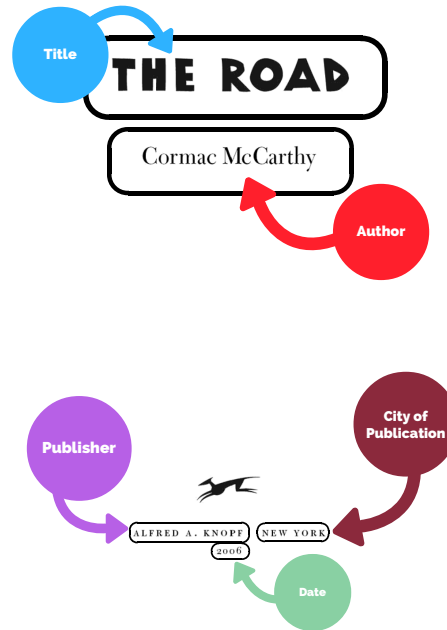 Title
THE ROAD
Cormac McCarthy
Author
Publisher
City of
Publication
ALFRED A. KNOPF NEW YORK
2006
Date